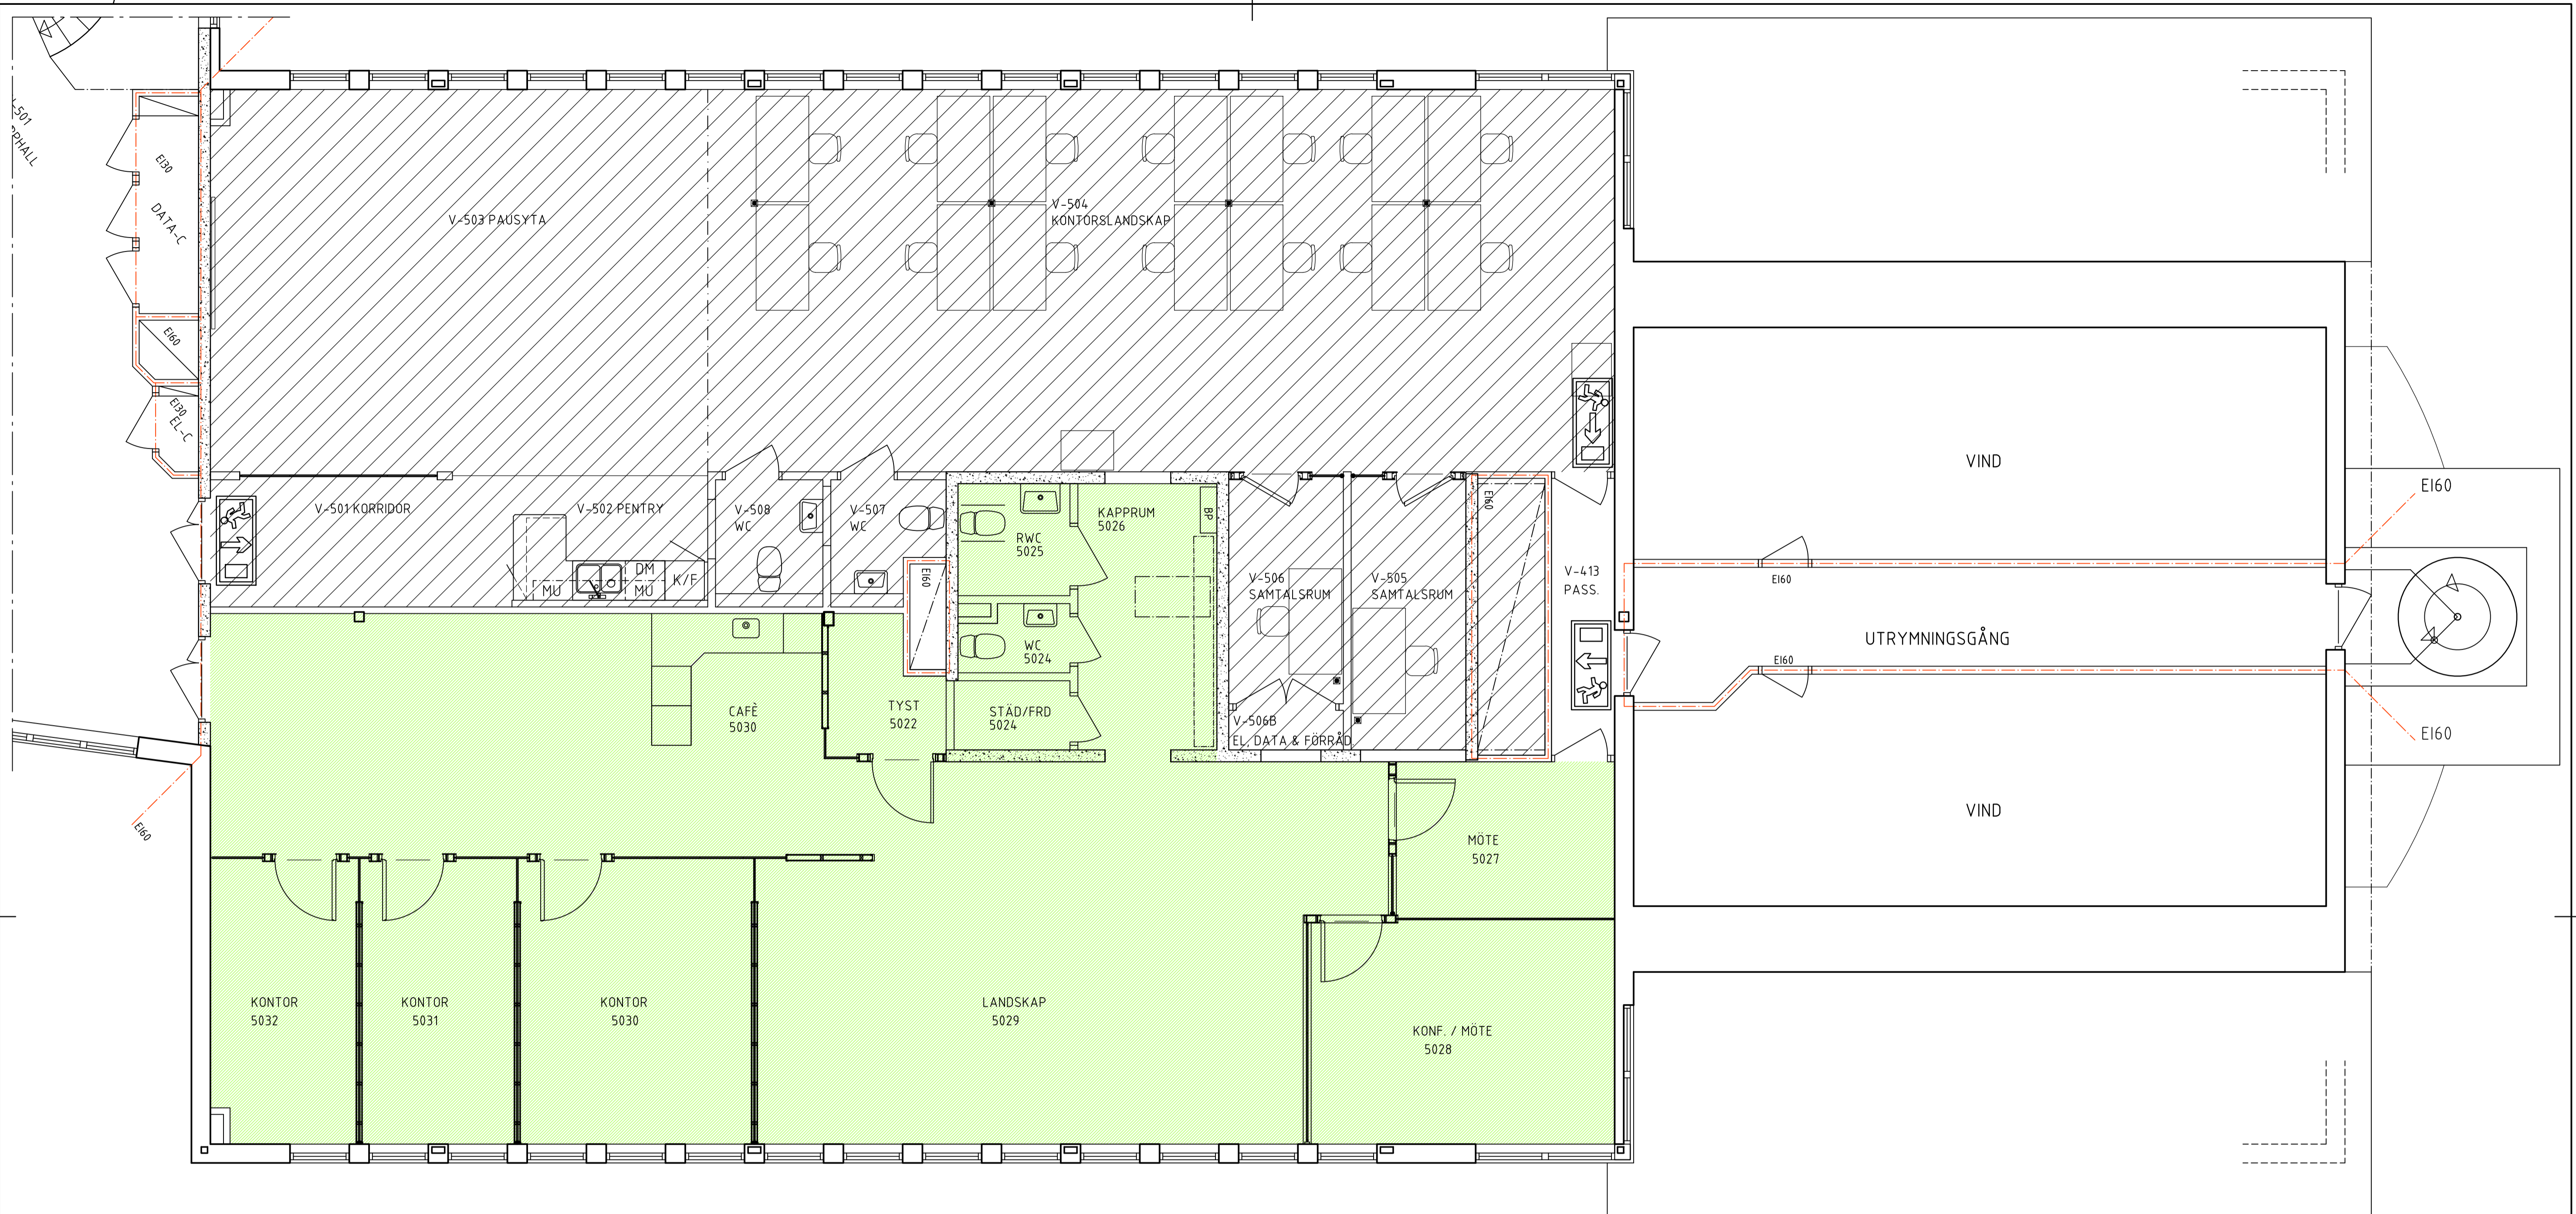 EI30
DATA-C
EI60
EI30
EL-C
V-503 PAUSYTA
V-504
KONTORSLANDSKAP
V-501 KORRIDOR
V-502 PENTRY
MU
DM
MU
K/F
V-508
WC
V-507
WC
EI60
RWC
5025
KAPPRUM
5026
BP
WC
5024
STÄD/FRD
5024
V-506
SAMTALSRUM
V-505
SAMTALSRUM
V-506B
EL, DATA & FÖRRÅD
EI60
V-413
PASS.
VIND
EI60
EI60
UTRYMNINGSGÅNG
EI60
EI60
VIND
CAFÈ
5030
TYST
5022
EI60
MÖTE
5027
KONTOR
5032
KONTOR
5031
KONTOR
5030
LANDSKAP
5029
KONF. / MÖTE
5028